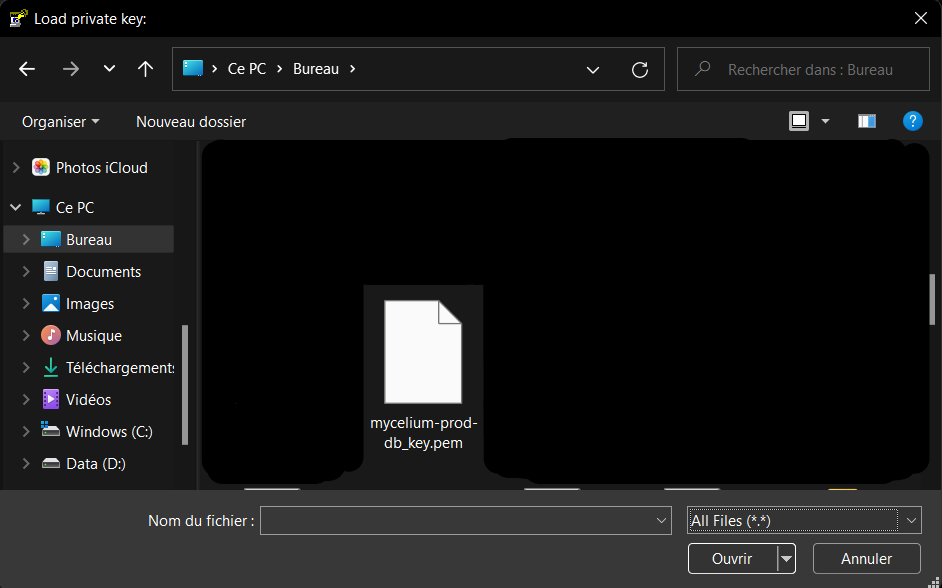 Load private key:
Ce PC
Bureau
Rechercher dans : Bureau
Organiser
Nouveau dossier
?
Photos iCloud
Ce PC
Bureau
Documents
Images
Musique
Téléchargements
Vidéos
Windows (C:)
Data (D:)
mycelium-prod-
db_key.pem
Nom du fichier :
All Files (*.*)
Ouvrir
Annuler